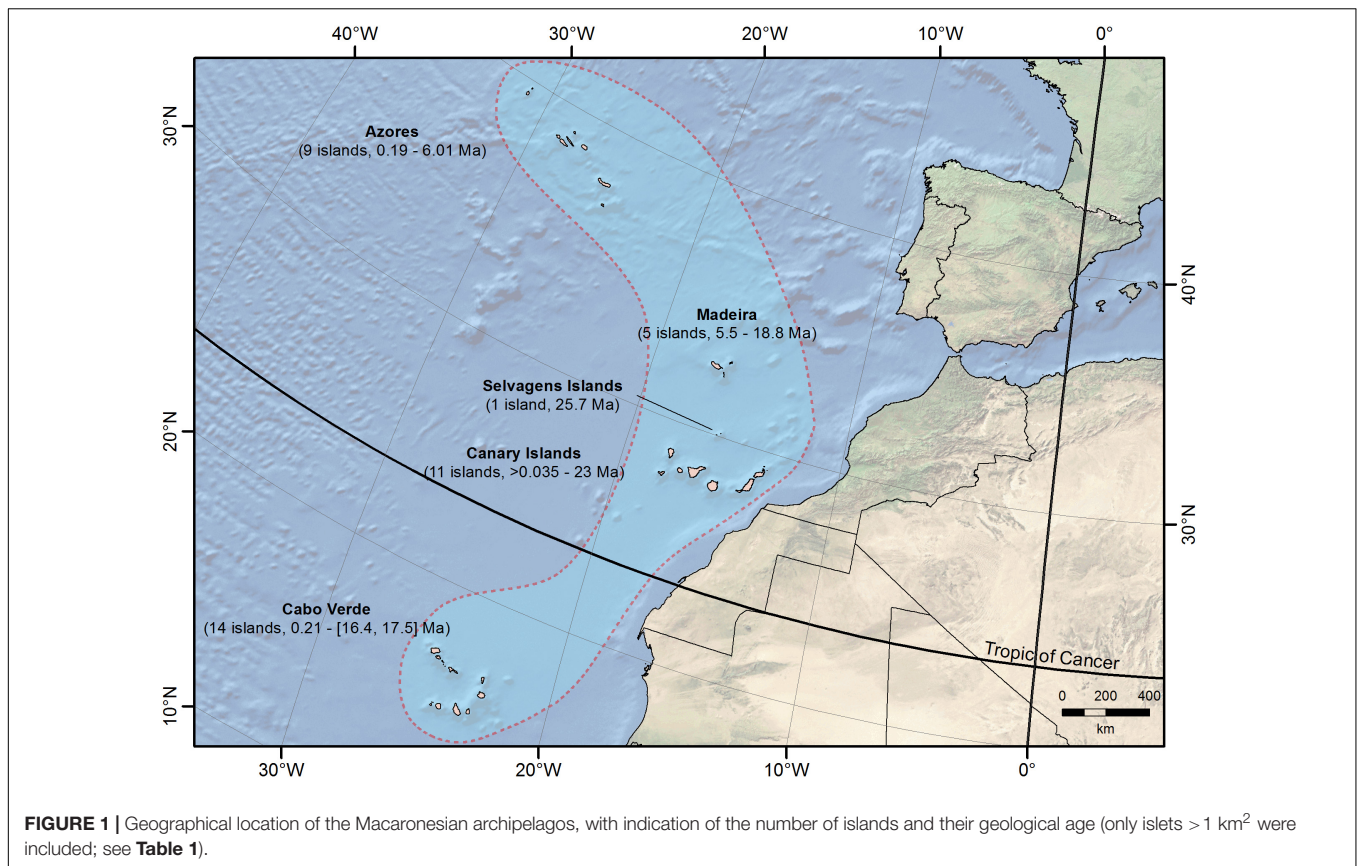 40°W 30°W 20°W 10°W 0°
30°N
Azores
(9 islands, 0.19 - 6.01 Ma)
40°N
Madeira
(5 islands, 5.5 - 18.8 Ma)
Selvagens Islands
(1 island, 25.7 Ma)
20°N
Canary Islands
(11 islands, >0.035 - 23 Ma)
30°N
Cabo Verde
(14 islands, 0.21 - [16.4, 17.5] Ma)
Tropic of Cancer
0 200 400
km
10°N
30°W 20°W 10°W 0°
FIGURE 1 | Geographical location of the Macaronesian archipelagos, with indication of the number of islands and their geological age (only islets >1 km² were
included; see Table 1).